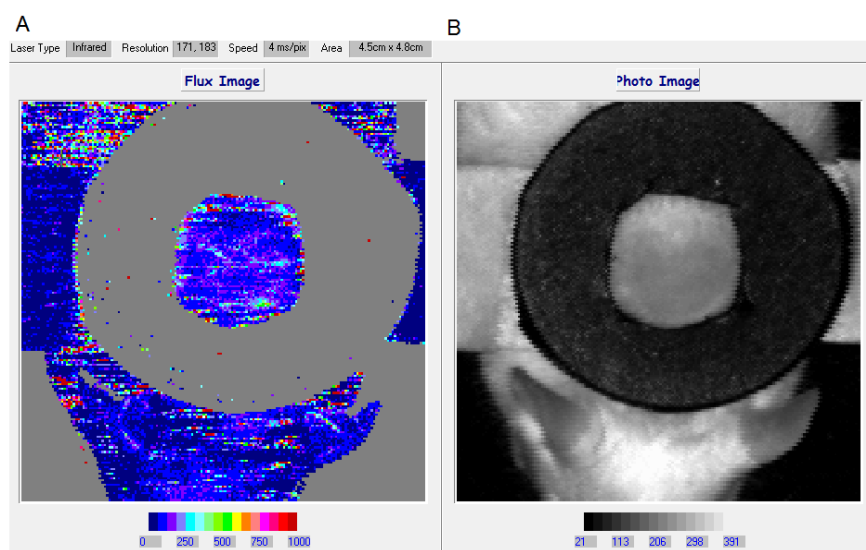 A
B
Laser Type Infrared Resolution 171, 183 Speed 4 ms/pix Area 4.5cm x 4.8cm
Flux Image
Photo Image
0 250 500 750 1000
21 113 206 298 391